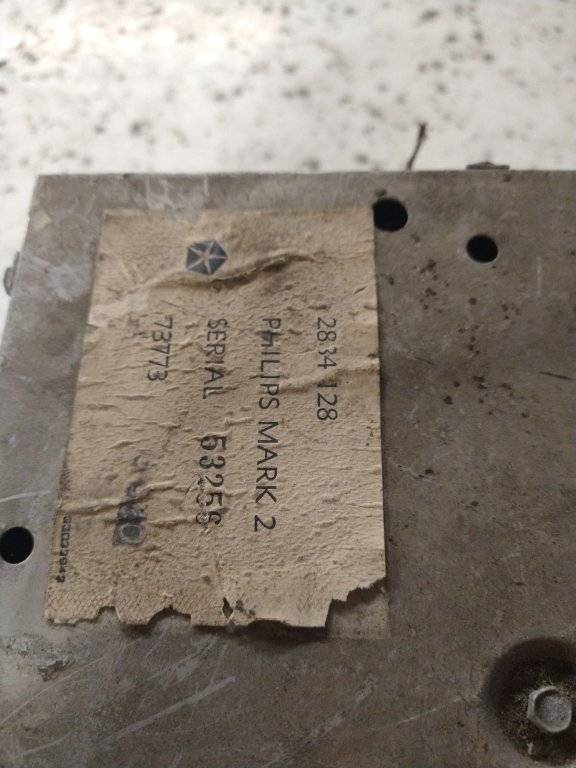 2834 128
PHILIPS MARK 2
SERIAL 53256
73773